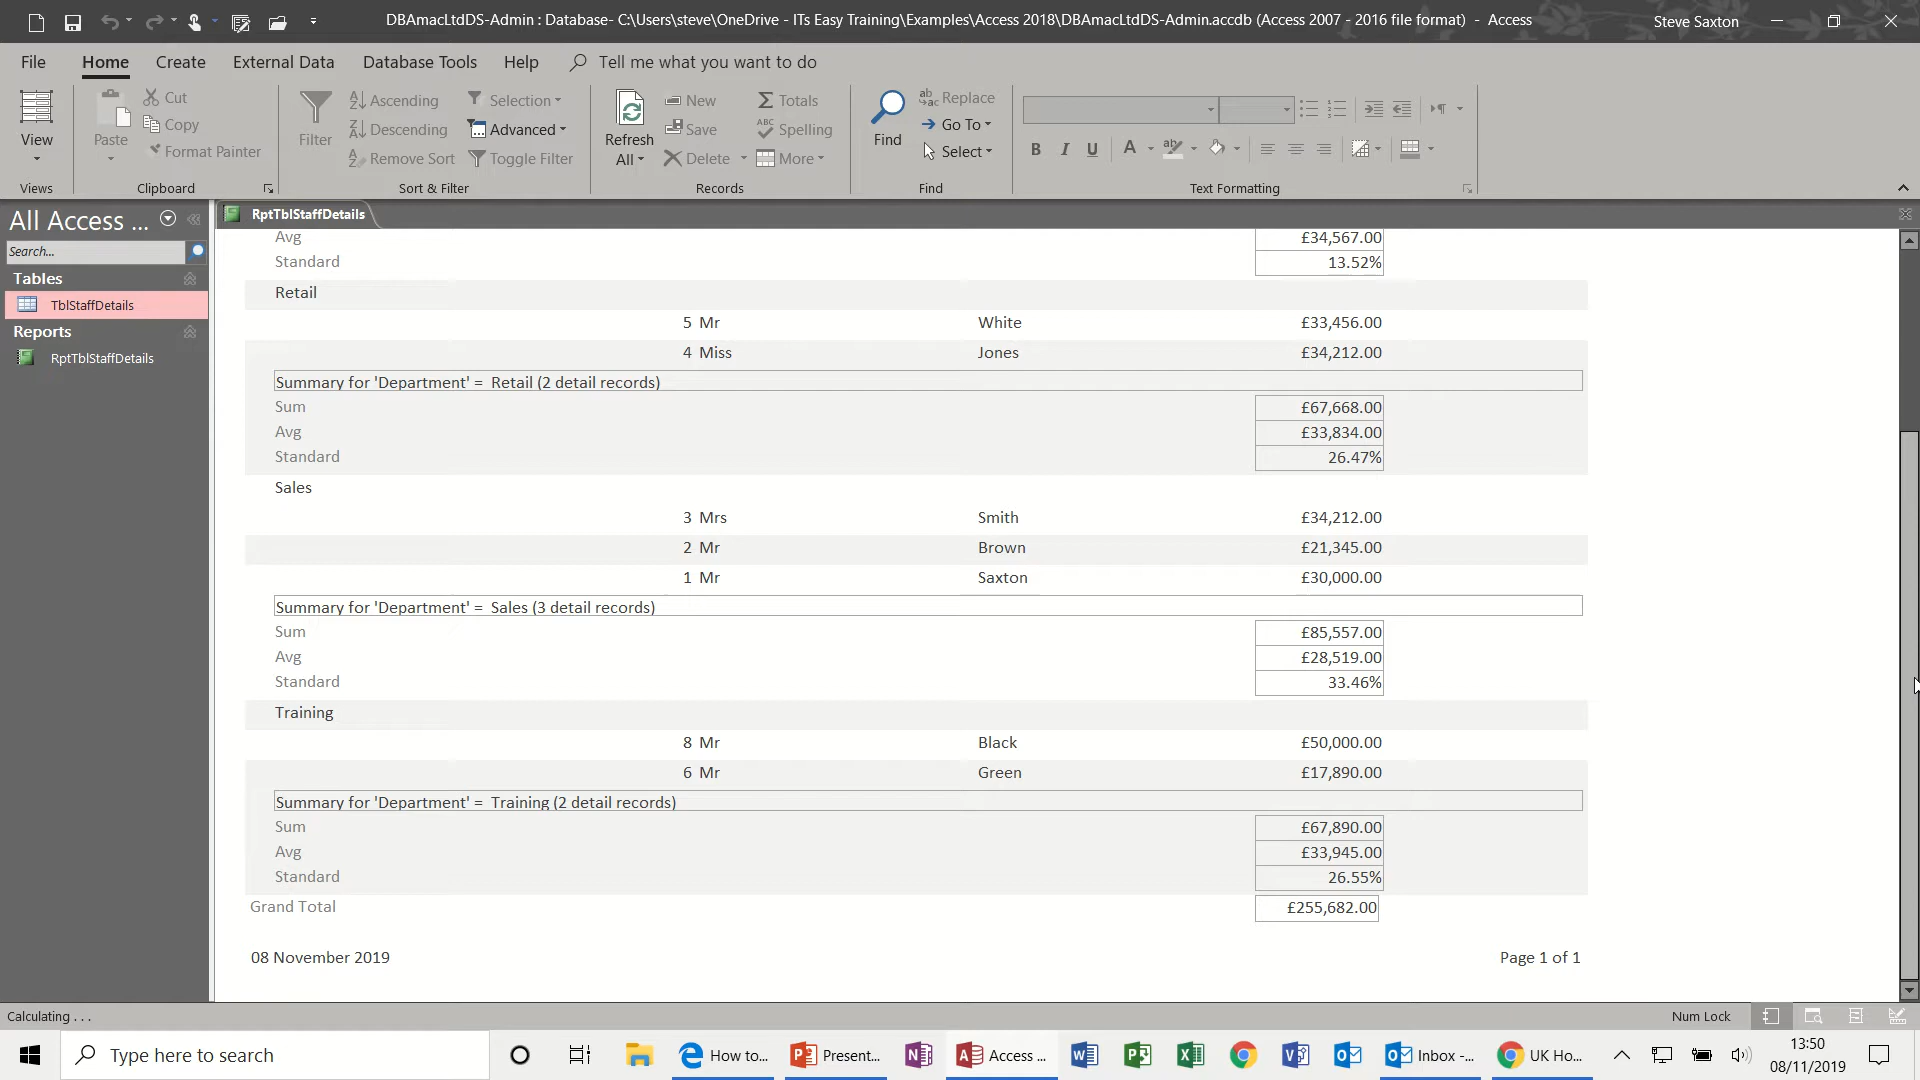 DBAmacLtdDS-Admin : Database- C:\Users\steve\OneDrive - ITs Easy Training\Examples\Access 2018\DBAmacLtdDS-Admin.accdb (Access 2007 - 2016 file format) - Access
Steve Saxton
File Home Create External Data Database Tools Help Tell me what you want to do
View
Views
Paste
Cut
Copy
Format Painter
Clipboard
Filter
Ascending
Descending
Remove Sort
Selection
Advanced
Toggle Filter
Sort & Filter
Refresh
All
New
Save
Delete
Totals
Spelling
More
Records
Find
Replace
Go To
Select
Find
B I U A
Text Formatting
All Access ...
Search...
Tables
TblStaffDetails
Reports
RptTblStaffDetails
RptTblStaffDetails
Avg £34,567.00
Standard 13.52%
Retail
5 Mr White £33,456.00
4 Miss Jones £34,212.00
Summary for 'Department' = Retail (2 detail records)
Sum £67,668.00
Avg £33,834.00
Standard 26.47%
Sales
3 Mrs Smith £34,212.00
2 Mr Brown £21,345.00
1 Mr Saxton £30,000.00
Summary for 'Department' = Sales (3 detail records)
Sum £85,557.00
Avg £28,519.00
Standard 33.46%
Training
8 Mr Black £50,000.00
6 Mr Green £17,890.00
Summary for 'Department' = Training (2 detail records)
Sum £67,890.00
Avg £33,945.00
Standard 26.55%
Grand Total £255,682.00
08 November 2019 Page 1 of 1
Calculating . . . Num Lock
Type here to search
How to...
Present...
Access ...
Inbox -...
UK Ho...
13:50
08/11/2019